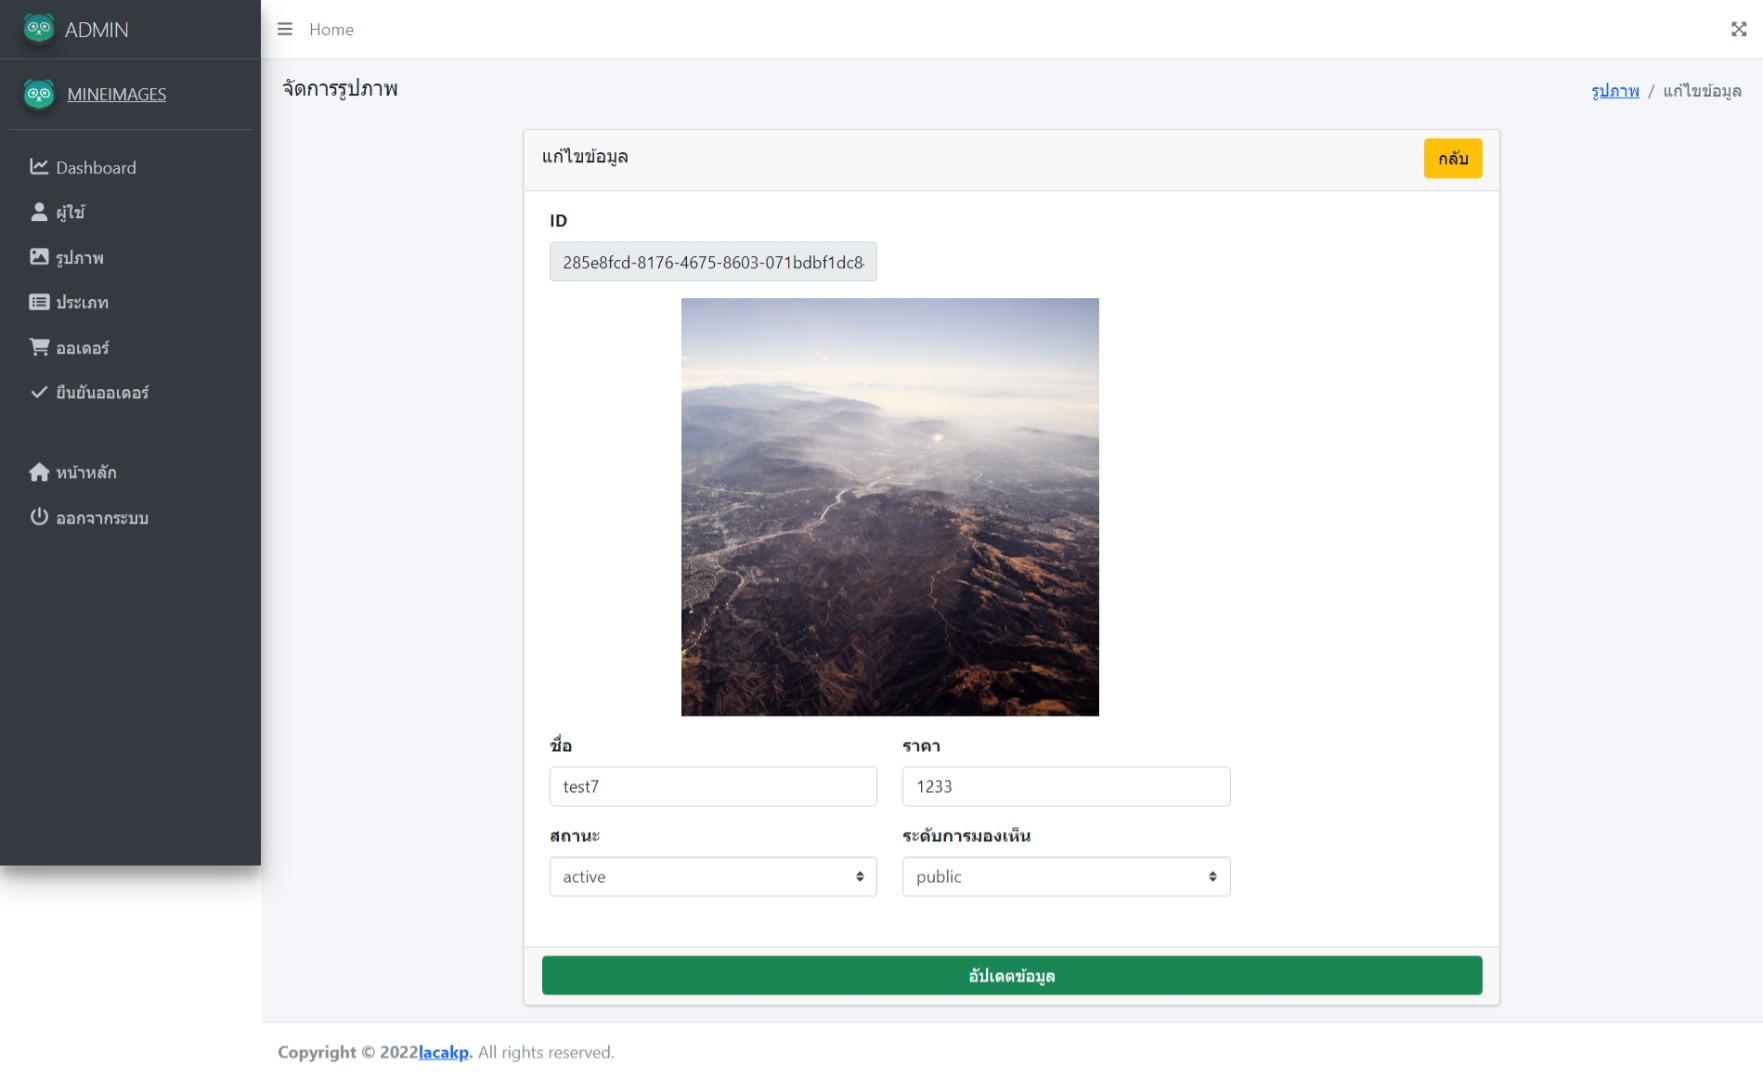 ADMIN
Home
MINEIMAGES
จัดการรูปภาพ
รูปภาพ / แก้ไขข้อมูล
Dashboard
ผู้ใช้
รูปภาพ
ประเภท
ออเดอร์
ยืนยันออเดอร์
หน้าหลัก
ออกจากระบบ
แก้ไขข้อมูล
กลับ
ID
285e8fcd-8176-4675-8603-071bdbf1dc8
ชื่อ
ราคา
test7
1233
สถานะ
ระดับการมองเห็น
active
public
อัปเดตข้อมูล
Copyright © 2022lacakp. All rights reserved.